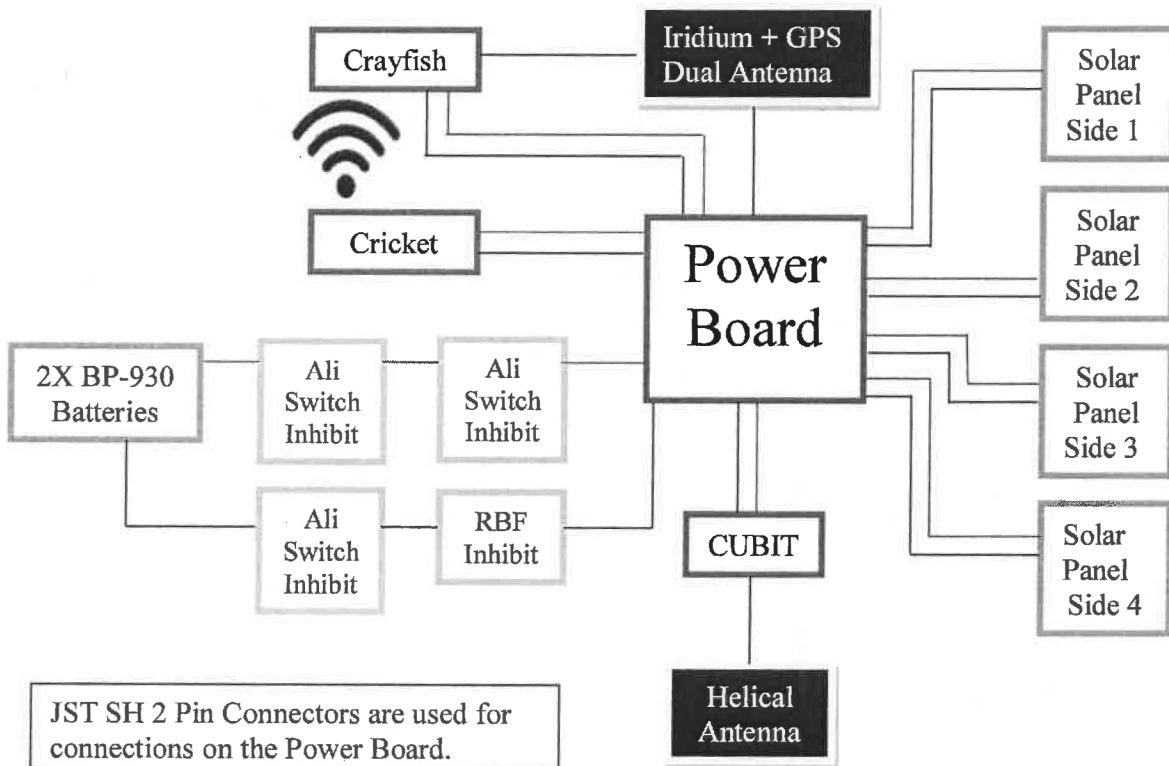 Crayfish
Iridium + GPS
Dual Antenna
Solar
Panel
Side 1
Cricket
Power
Board
Solar
Panel
Side 2
2X BP-930
Batteries
Ali
Switch
Inhibit
Ali
Switch
Inhibit
Solar
Panel
Side 3
Ali
Switch
Inhibit
RBF
Inhibit
CUBIT
Solar
Panel
Side 4
Helical
Antenna
JST SH 2 Pin Connectors are used for
connections on the Power Board.